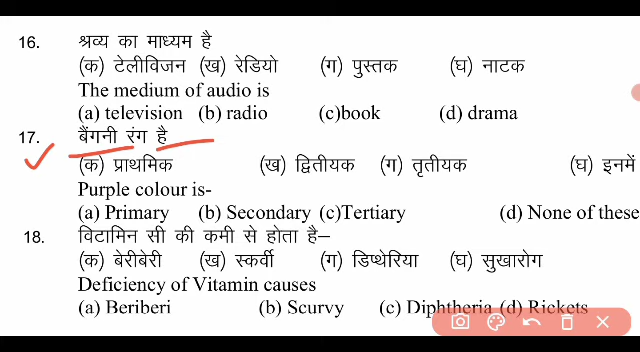 16. श्रव्य का माध्यम है
(क) टेलीविजन (ख) रेडियो (ग) पुस्तक (घ) नाटक
The medium of audio is
(a) television (b) radio (c)book (d) drama
17. बैंगनी रंग है
(क) प्राथमिक (ख) द्वितीयक (ग) तृतीयक (घ) इनमें
Purple colour is-
(a) Primary (b) Secondary (c)Tertiary (d) None of these
18. विटामिन सी की कमी से होता है–
(क) बेरीबेरी (ख) स्कर्वी (ग) डिप्थेरिया (घ) सुखारोग
Deficiency of Vitamin causes
(a) Beriberi (b) Scurvy (c) Diphtheria (d) Rickets